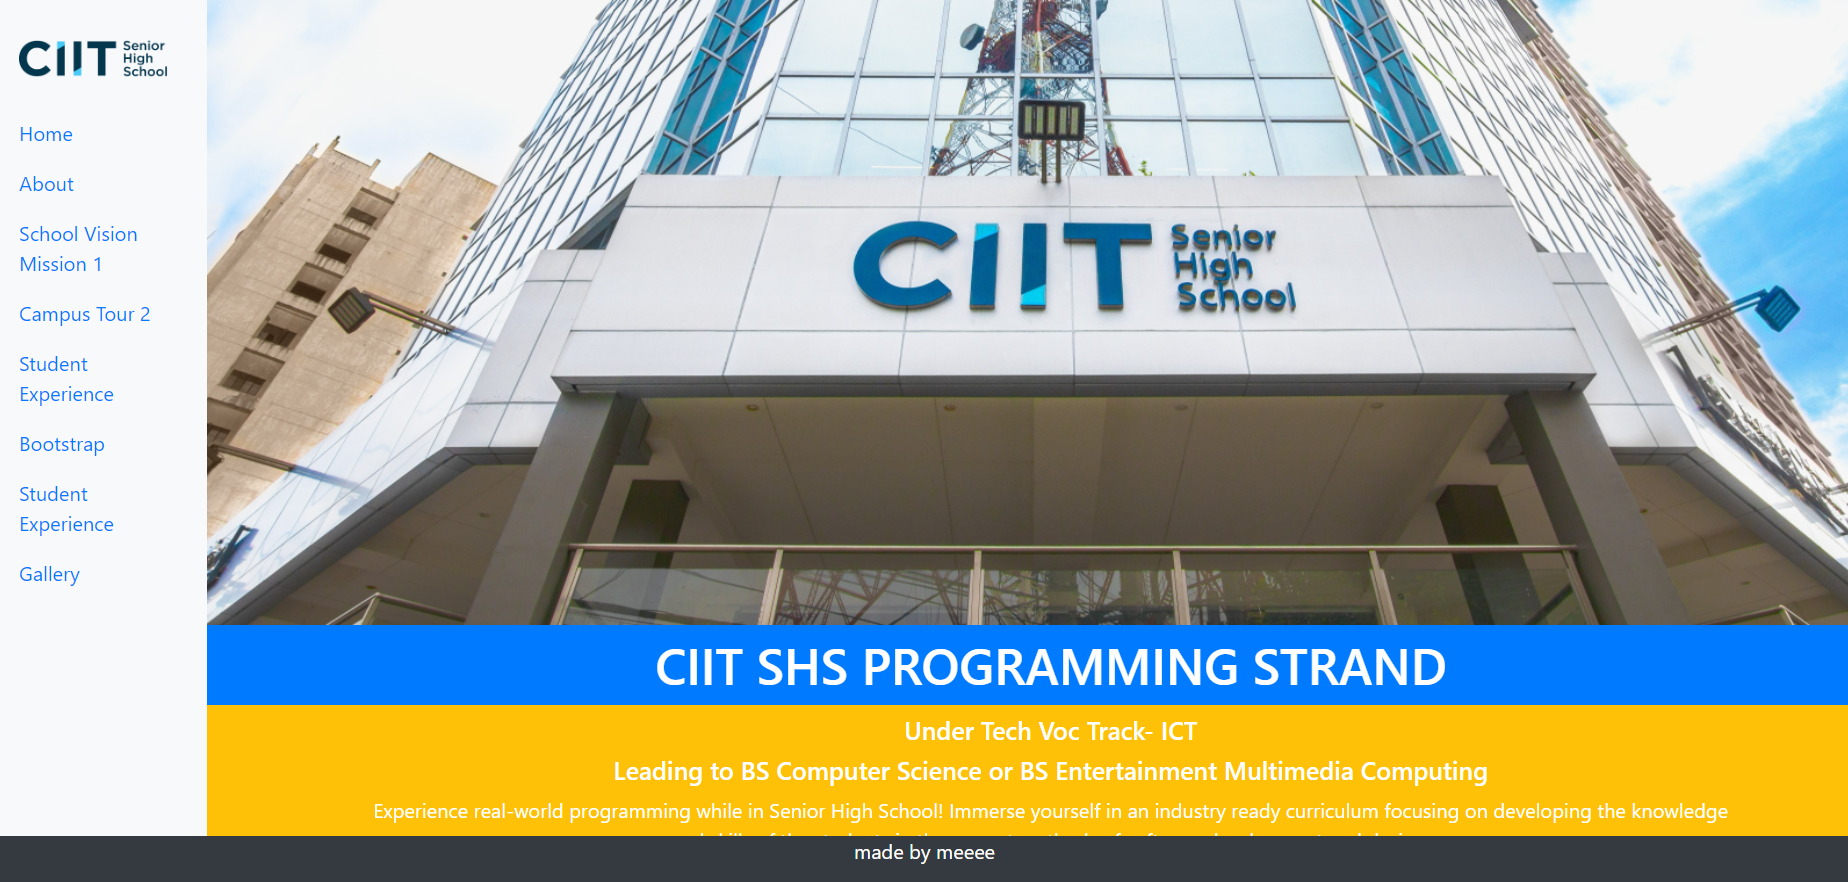 CIIT Senior
High
School
Home
About
School Vision
Mission 1
Campus Tour 2
Student
Experience
Bootstrap
Student
Experience
Gallery
CIIT Senior
High
School
CIIT SHS PROGRAMMING STRAND
Under Tech Voc Track- ICT
Leading to BS Computer Science or BS Entertainment Multimedia Computing
Experience real-world programming while in Senior High School! Immerse yourself in an industry ready curriculum focusing on developing the knowledge
made by meeee